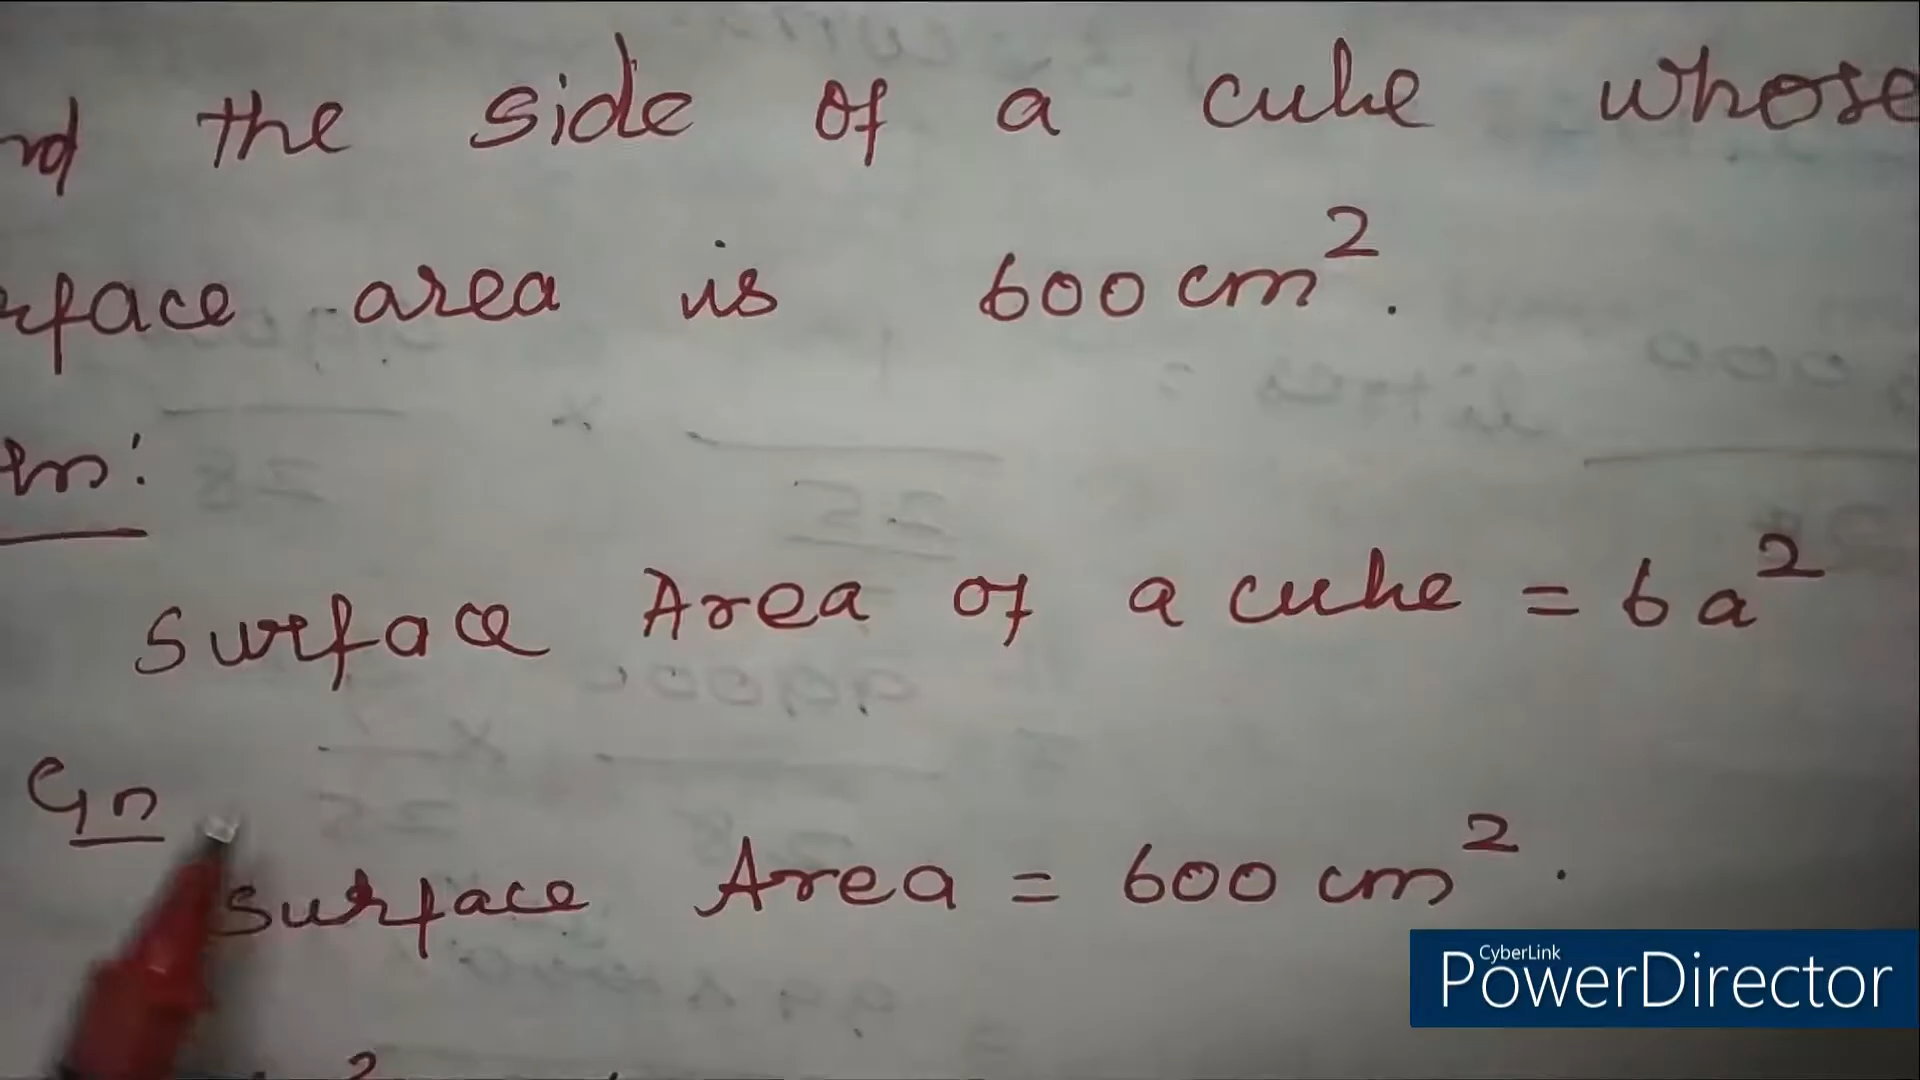 the side of a cube whose
area is 600 cm².
Surface Area of a cube = 6a²
Gn
Surface Area = 600 cm².
CyberLink
PowerDirector